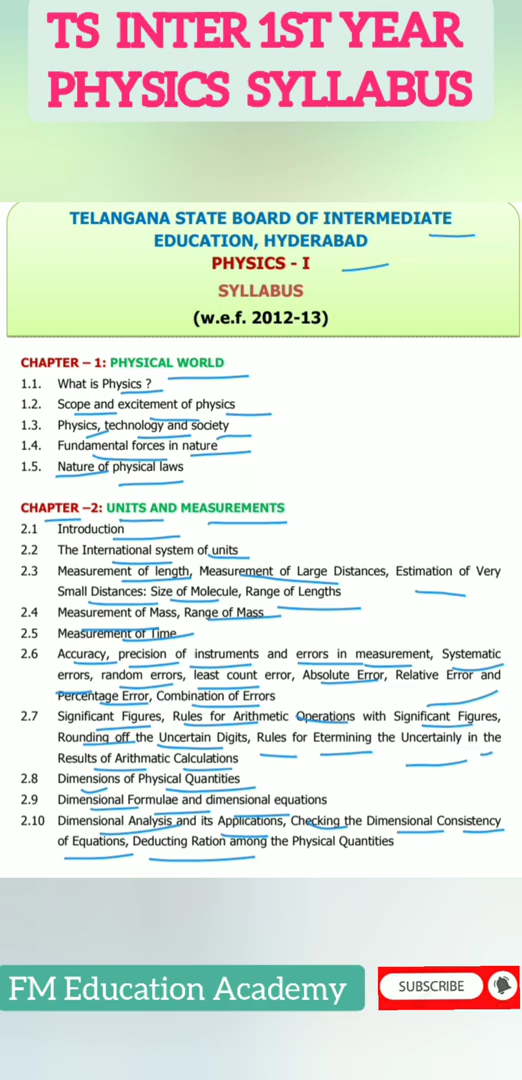 TS INTER 1ST YEAR
PHYSICS SYLLABUS
TELANGANA STATE BOARD OF INTERMEDIATE
EDUCATION, HYDERABAD
PHYSICS - I
SYLLABUS
(w.e.f. 2012-13)
CHAPTER – 1: PHYSICAL WORLD
1.1. What is Physics ?
1.2. Scope and excitement of physics
1.3. Physics, technology and society
1.4. Fundamental forces in nature
1.5. Nature of physical laws
CHAPTER –2: UNITS AND MEASUREMENTS
2.1 Introduction
2.2 The International system of units
2.3 Measurement of length, Measurement of Large Distances, Estimation of Very
Small Distances: Size of Molecule, Range of Lengths
2.4 Measurement of Mass, Range of Mass
2.5 Measurement of Time
2.6 Accuracy, precision of instruments and errors in measurement, Systematic
errors, random errors, least count error, Absolute Error, Relative Error and
Percentage Error, Combination of Errors
2.7 Significant Figures, Rules for Arithmetic Operations with Significant Figures,
Rounding off the Uncertain Digits, Rules for Etermining the Uncertainly in the
Results of Arithmatic Calculations
2.8 Dimensions of Physical Quantities
2.9 Dimensional Formulae and dimensional equations
2.10 Dimensional Analysis and its Applications, Checking the Dimensional Consistency
of Equations, Deducting Ration among the Physical Quantities
FM Education Academy
SUBSCRIBE